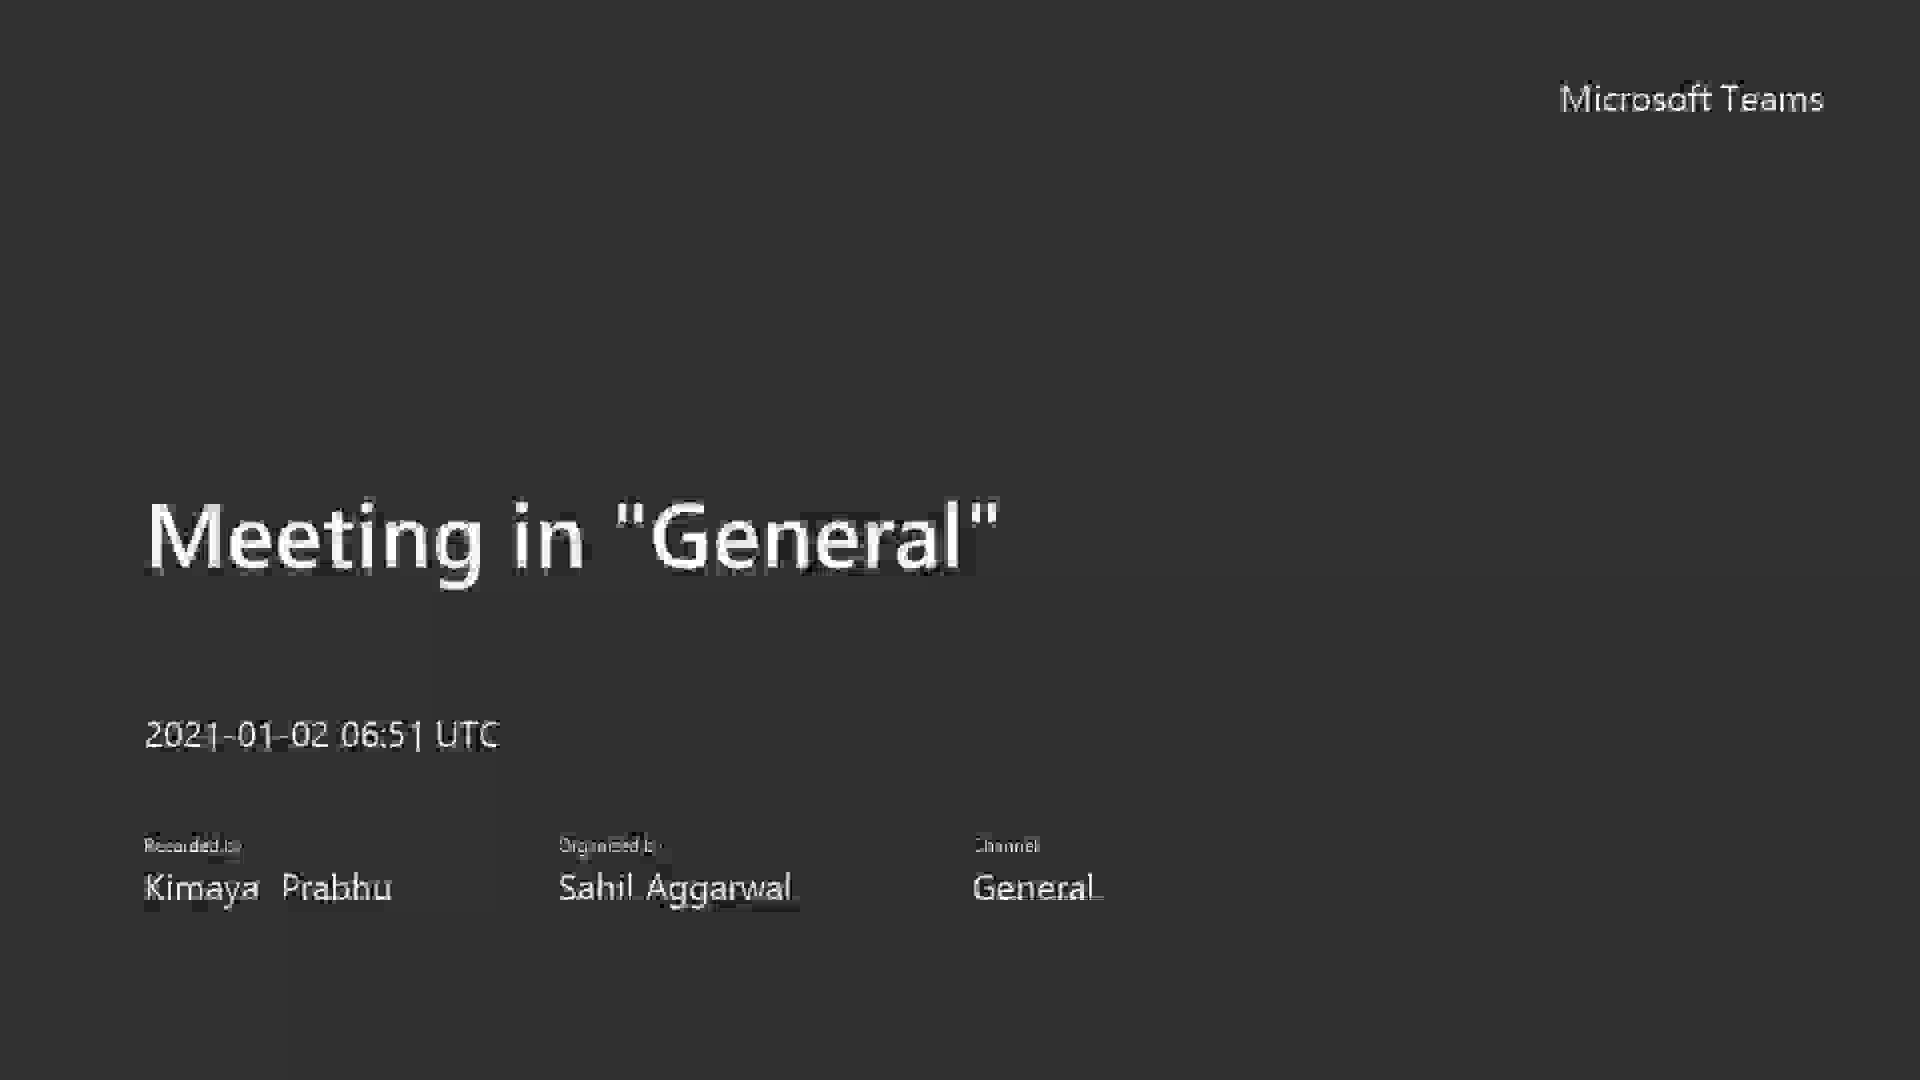 Microsoft Teams
Meeting in "General"
2021-01-02 06:51 UTC
Recorded by Organized by Channel
Kimaya Prabhu Sahil Aggarwal General